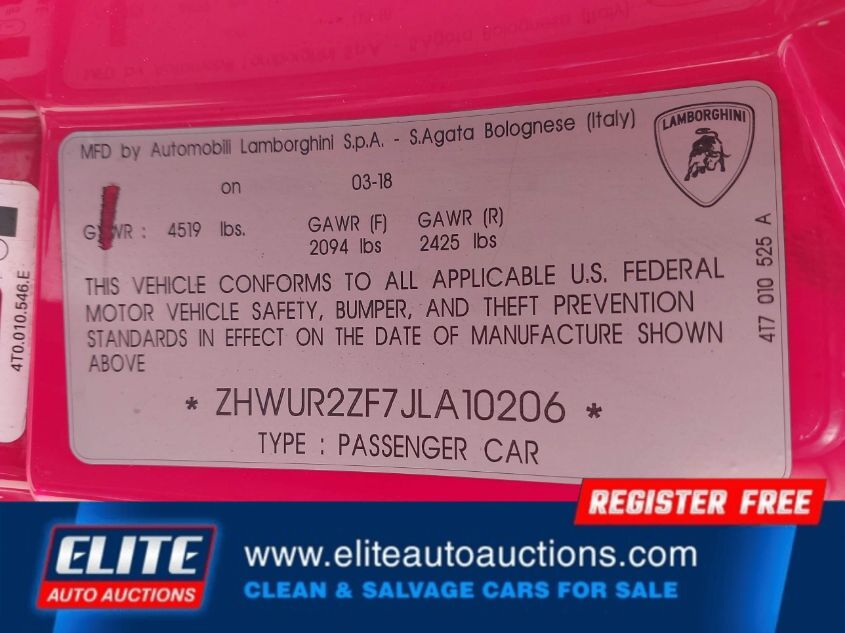 MFD by Automobili Lamborghini S.p.A. - S.Agata Bolognese (Italy)
LAMBORGHINI
on 03-18
GVWR : 4519 lbs. GAWR (F) GAWR (R)
2094 lbs 2425 lbs
THIS VEHICLE CONFORMS TO ALL APPLICABLE U.S. FEDERAL
MOTOR VEHICLE SAFETY, BUMPER, AND THEFT PREVENTION
STANDARDS IN EFFECT ON THE DATE OF MANUFACTURE SHOWN
ABOVE
* ZHWUR2ZF7JLA10206 *
TYPE : PASSENGER CAR
4T7 010 525 A
4T0.010.546.E
REGISTER FREE
ELITE
AUTO AUCTIONS
www.eliteautoauctions.com
CLEAN & SALVAGE CARS FOR SALE